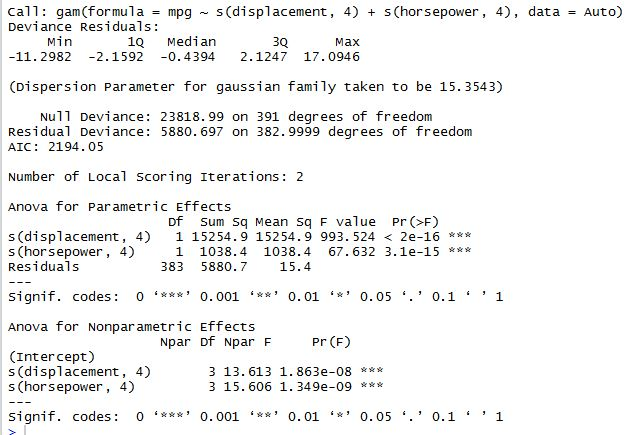 Call: gam(formula = mpg ~ s(displacement, 4) + s(horsepower, 4), data = Auto)
Deviance Residuals:
     Min       1Q   Median       3Q      Max
-11.2982  -2.1592  -0.4394   2.1247  17.0946

(Dispersion Parameter for gaussian family taken to be 15.3543)

    Null Deviance: 23818.99 on 391 degrees of freedom
Residual Deviance: 5880.697 on 382.9999 degrees of freedom
AIC: 2194.05

Number of Local Scoring Iterations: 2

Anova for Parametric Effects
                    Df  Sum Sq Mean Sq F value  Pr(>F)
s(displacement, 4)   1 15254.9 15254.9 993.524 < 2e-16 ***
s(horsepower, 4)     1  1038.4  1038.4  67.632 3.1e-15 ***
Residuals          383  5880.7    15.4
---
Signif. codes:  0 ‘***’ 0.001 ‘**’ 0.01 ‘*’ 0.05 ‘.’ 0.1 ‘ ’ 1

Anova for Nonparametric Effects
                   Npar Df Npar F     Pr(F)
(Intercept)
s(displacement, 4)       3 13.613 1.863e-08 ***
s(horsepower, 4)         3 15.606 1.349e-09 ***
---
Signif. codes:  0 ‘***’ 0.001 ‘**’ 0.01 ‘*’ 0.05 ‘.’ 0.1 ‘ ’ 1
>